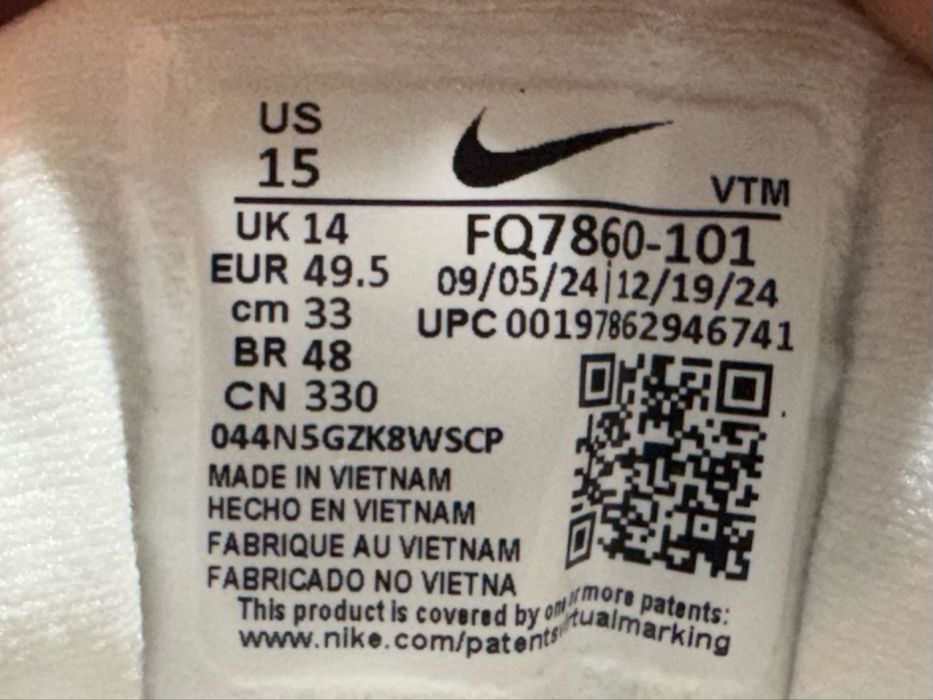 US
15
VTM
UK 14
FQ7860-101
EUR 49.5
09/05/24|12/19/24
cm 33
UPC 00197862946741
BR 48
CN 330
044N5GZK8WSCP
MADE IN VIETNAM
HECHO EN VIETNAM
FABRIQUE AU VIETNAM
FABRICADO NO VIETNA
This product is covered by one or more patents:
www.nike.com/patentsvirtualmarking